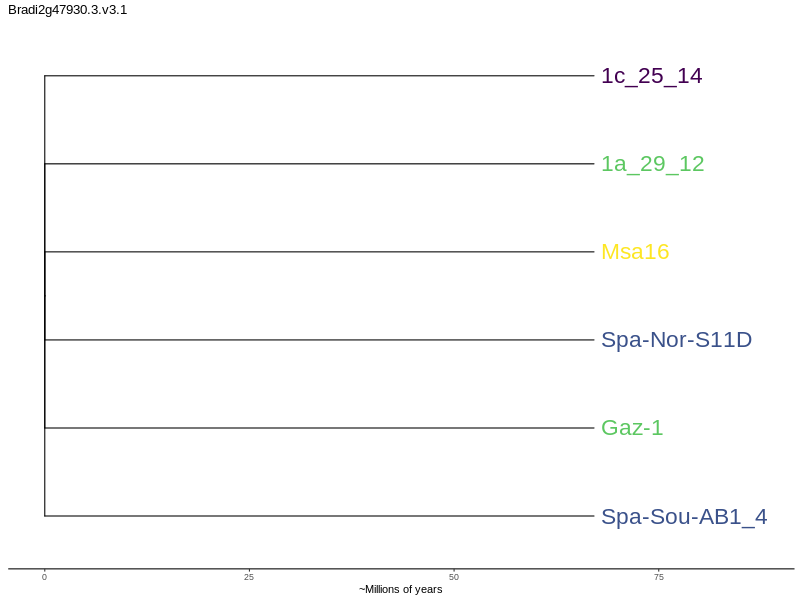 Bradi2g47930.3.v3.1
1c_25_14
1a_29_12
Msa16
Spa-Nor-S11D
Gaz-1
Spa-Sou-AB1_4
0 25 50 75
~Millions of years